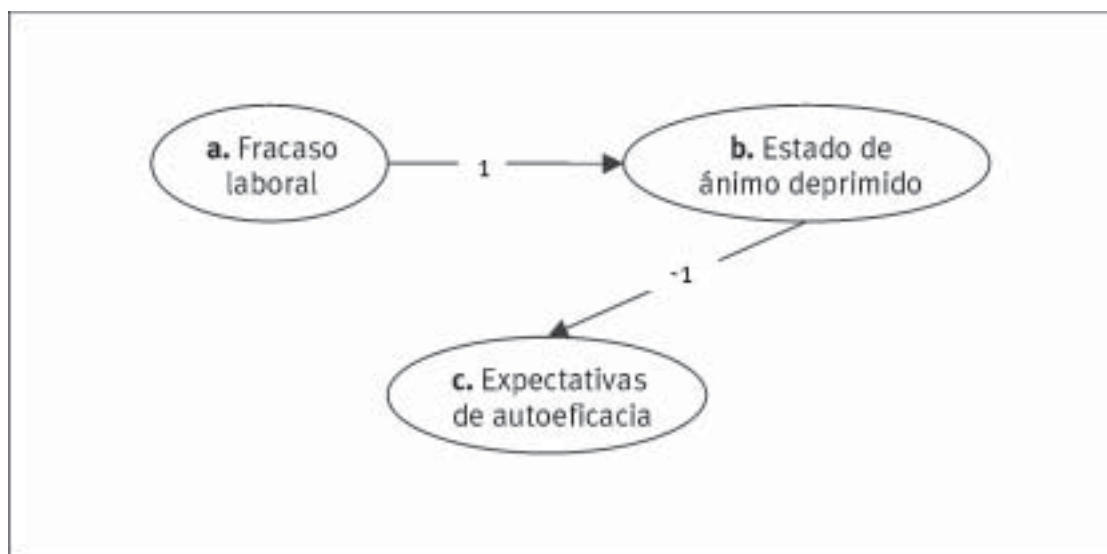 a. Fracaso
laboral
1
b. Estado de
ánimo deprimido
-1
c. Expectativas
de autoeficacia